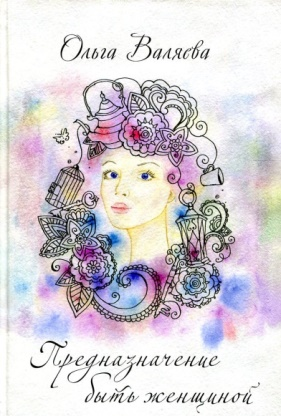 Ольга Валяева
Предназначение
быть женщиной